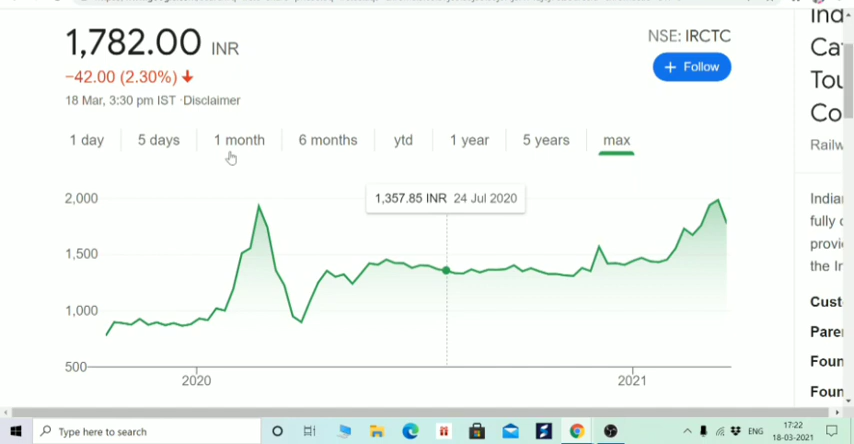 1,782.00 INR
−42.00 (2.30%)
18 Mar, 3:30 pm IST ·Disclaimer
NSE: IRCTC
+ Follow
1 day 5 days 1 month 6 months ytd 1 year 5 years max
1,357.85 INR 24 Jul 2020
2,000
1,500
1,000
500
2020 2021
Ind
Cat
Tou
Co
Railw
India
fully
provi
the I
Cust
Pare
Foun
Foun
Type here to search
ENG
17:22
18-03-2021